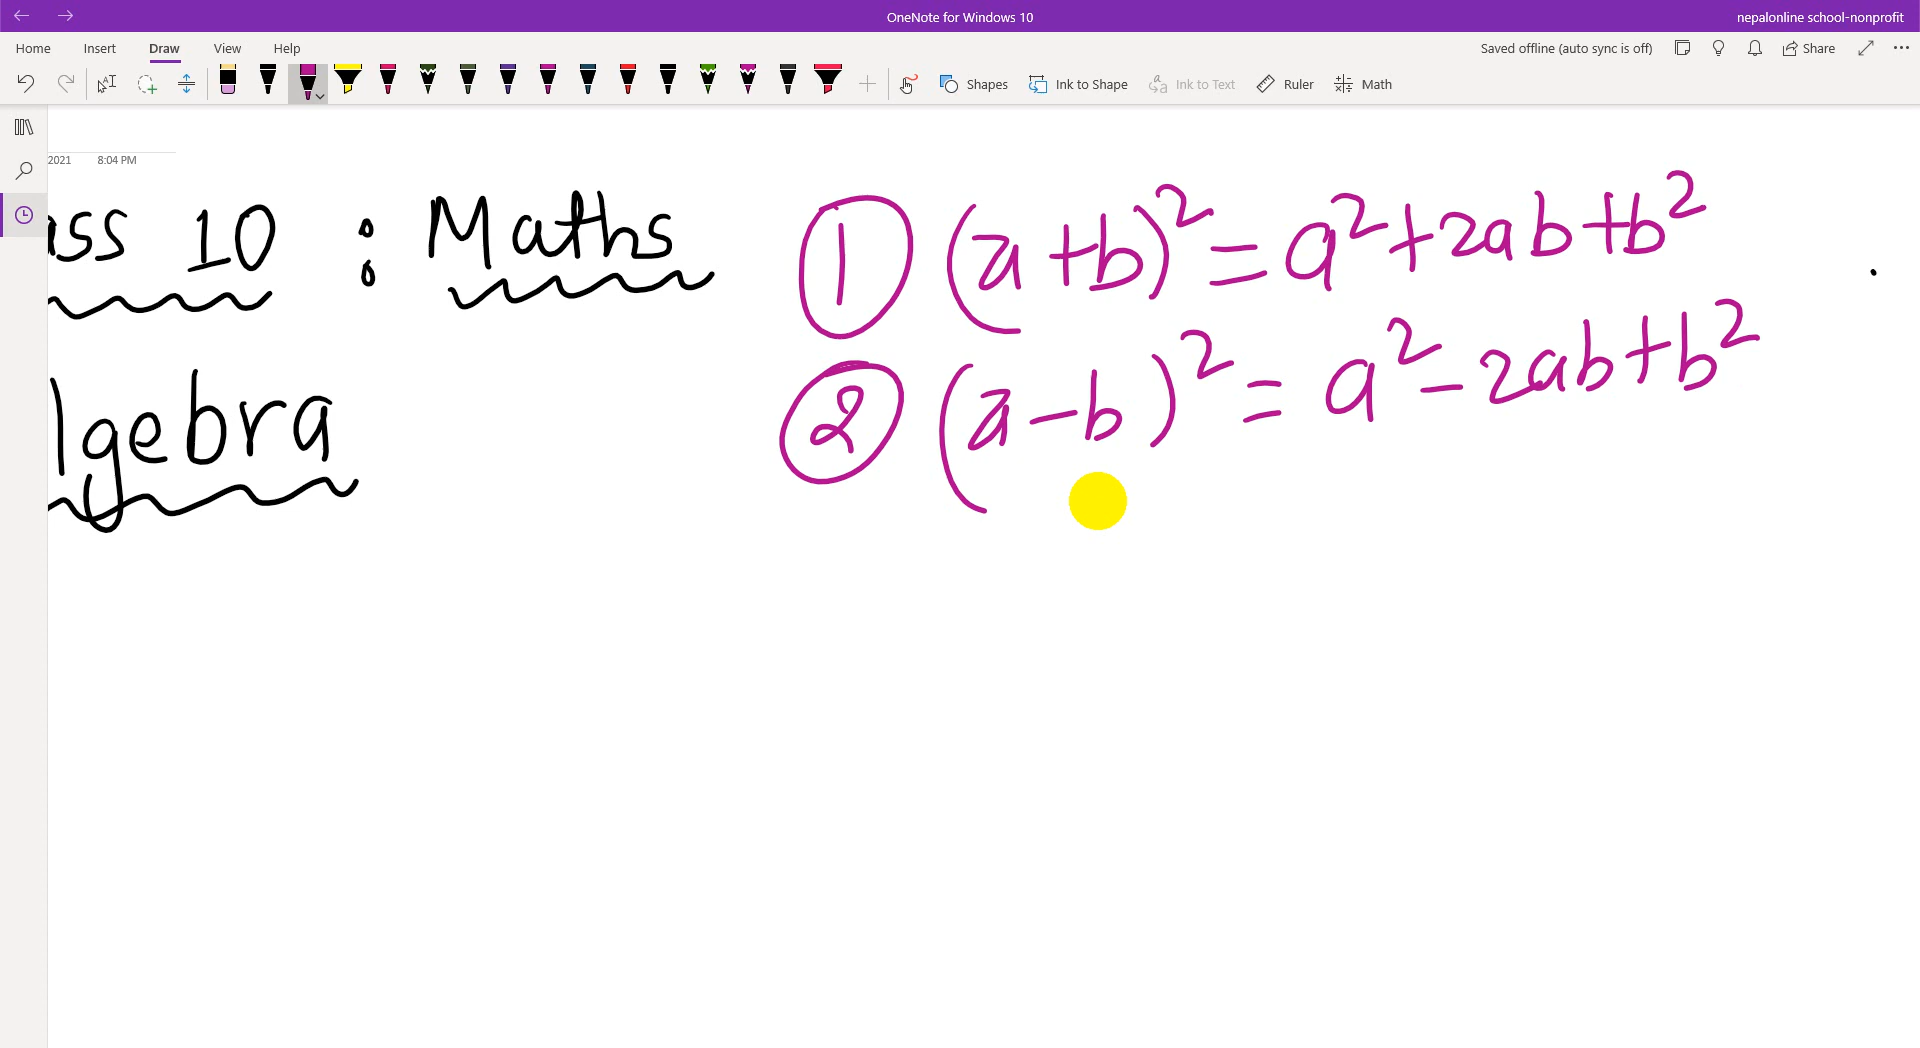 OneNote for Windows 10
nepalonline school-nonprofit
Home Insert Draw View Help
Saved offline (auto sync is off) Share
Shapes Ink to Shape Ink to Text Ruler Math
2021 8:04 PM
ass 10 : Maths
lgebra
① (a+b)² = a²+2ab+b²
② (a-b)² = a²-2ab+b²